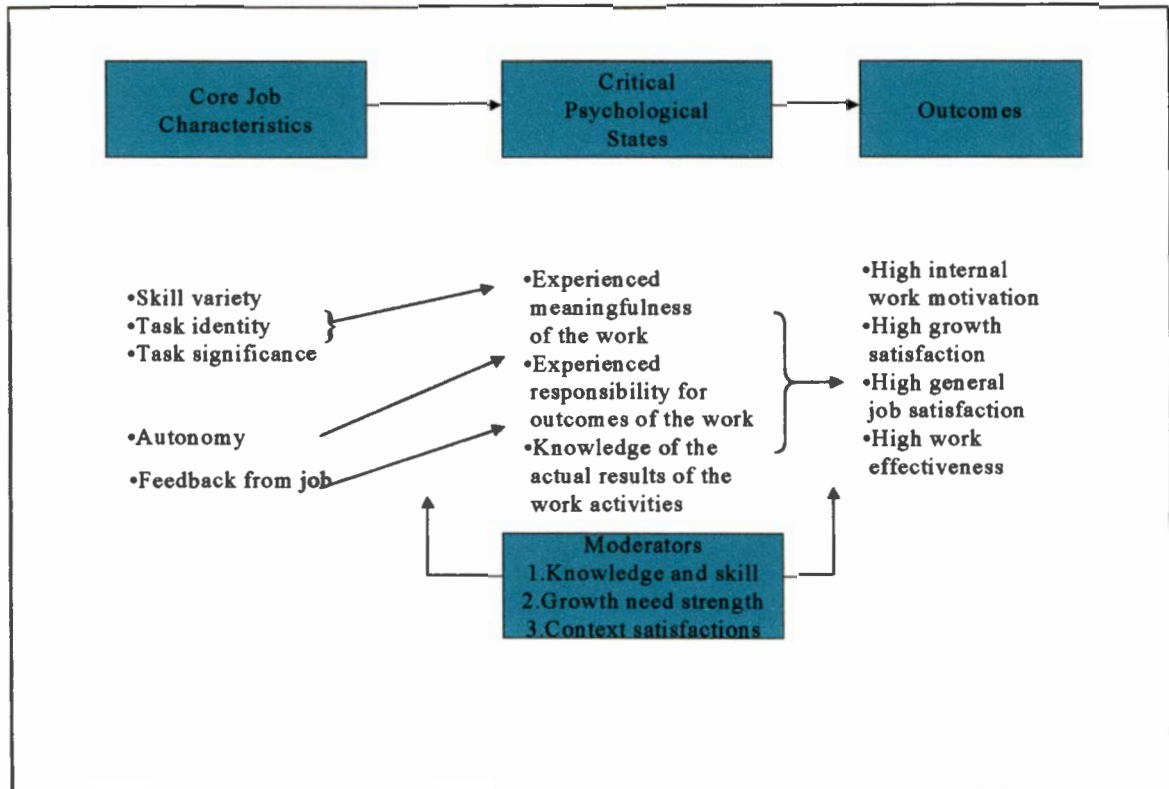 Core Job
Characteristics
Critical
Psychological
States
Outcomes
•Skill variety
•Task identity
•Task significance
•Autonomy
•Feedback from job
•Experienced
meaningfulness
of the work
•Experienced
responsibility for
outcomes of the work
•Knowledge of the
actual results of the
work activities
•High internal
work motivation
•High growth
satisfaction
•High general
job satisfaction
•High work
effectiveness
Moderators
1.Knowledge and skill
2.Growth need strength
3.Context satisfactions